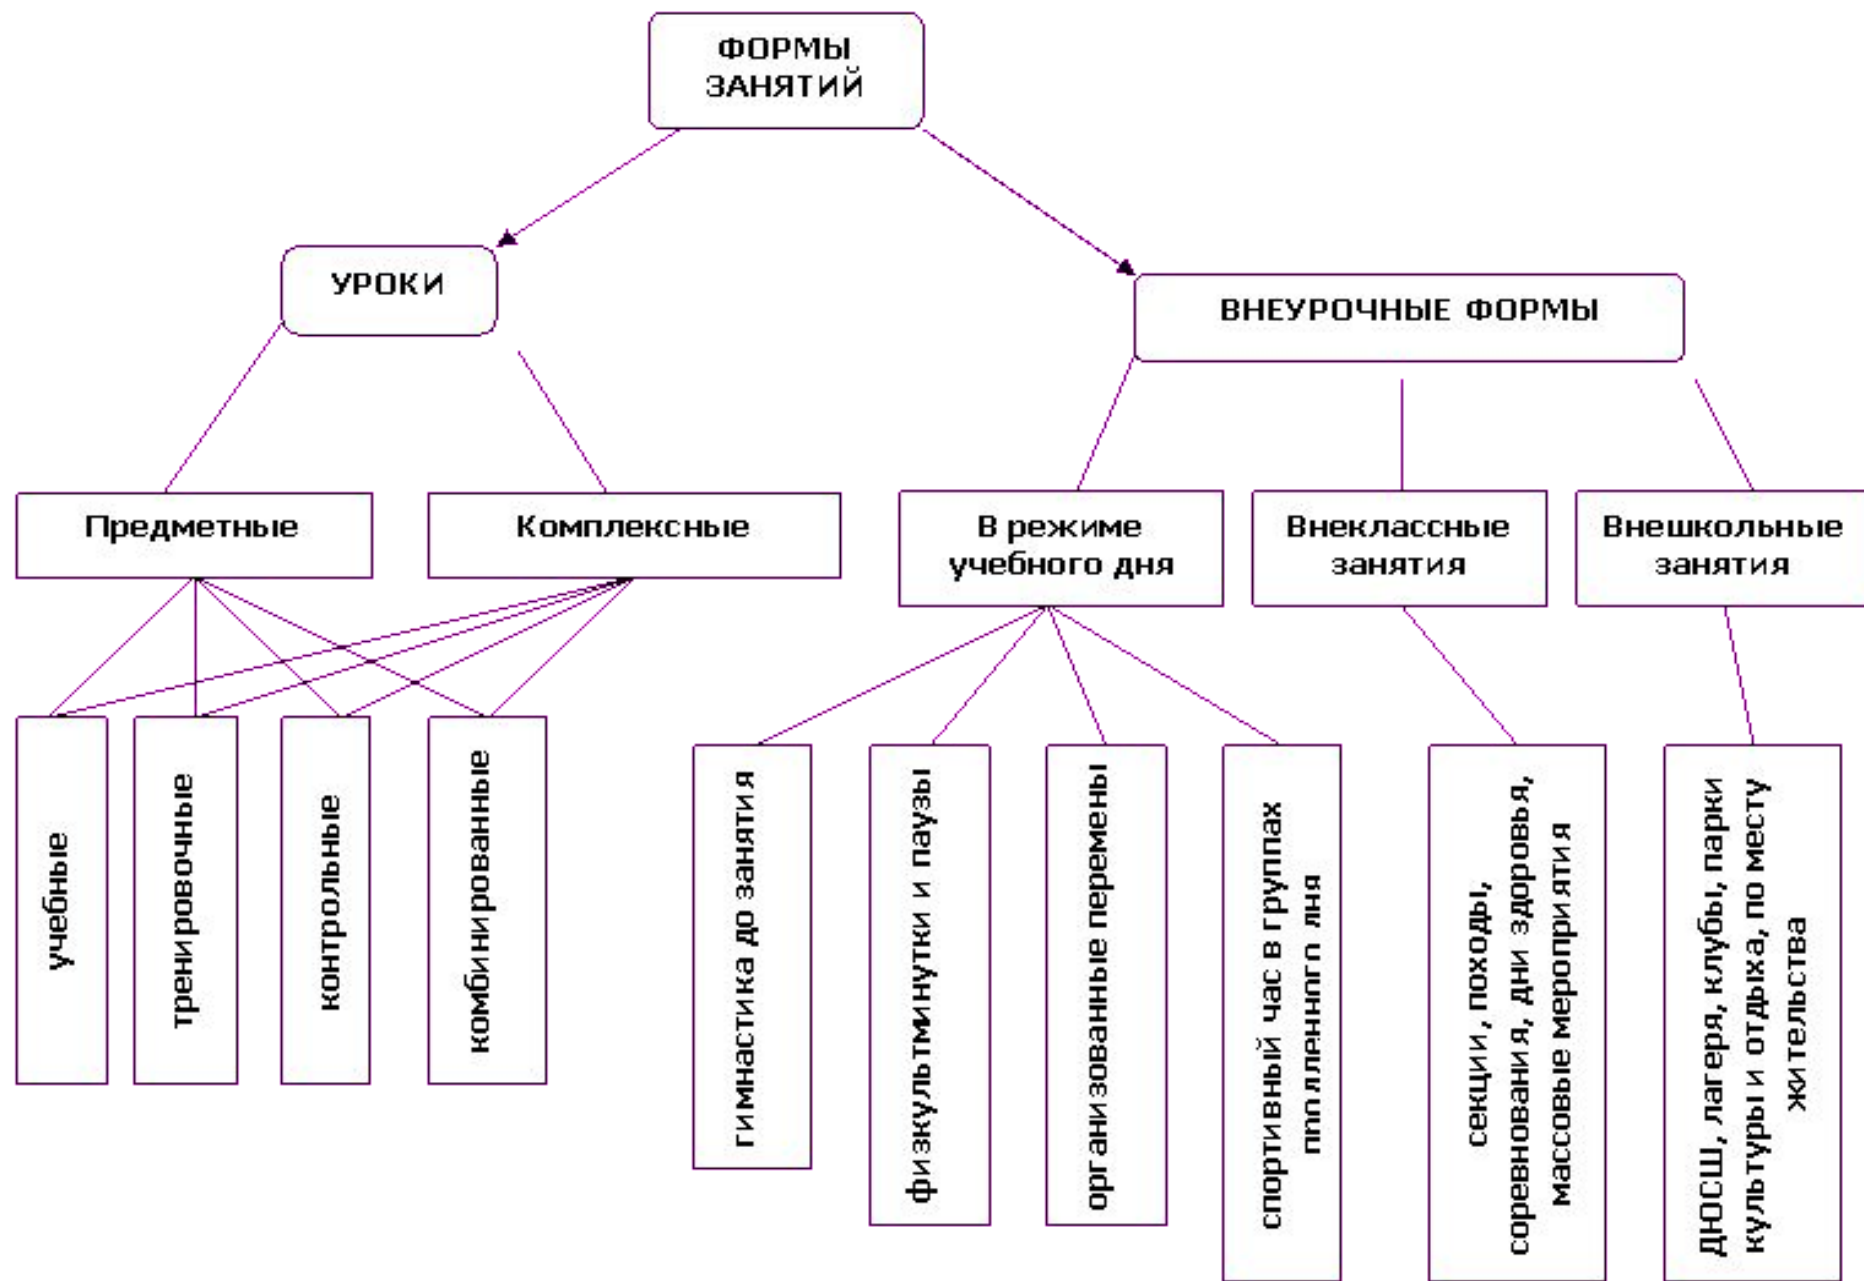 ФОРМЫ
ЗАНЯТИЙ
УРОКИ
ВНЕУРОЧНЫЕ ФОРМЫ
Предметные
Комплексные
В режиме
учебного дня
Внеклассные
занятия
Внешкольные
занятия
учебные
тренировочные
контрольные
комбинированные
гимнастика до занятия
физкультминутки и паузы
организованные перемены
спортивный час в группах
продленного дня
секции, походы,
соревнования, дни здоровья,
массовые мероприятия
ДЮСШ, лагеря, клубы, парки
культуры и отдыха, по месту
жительства